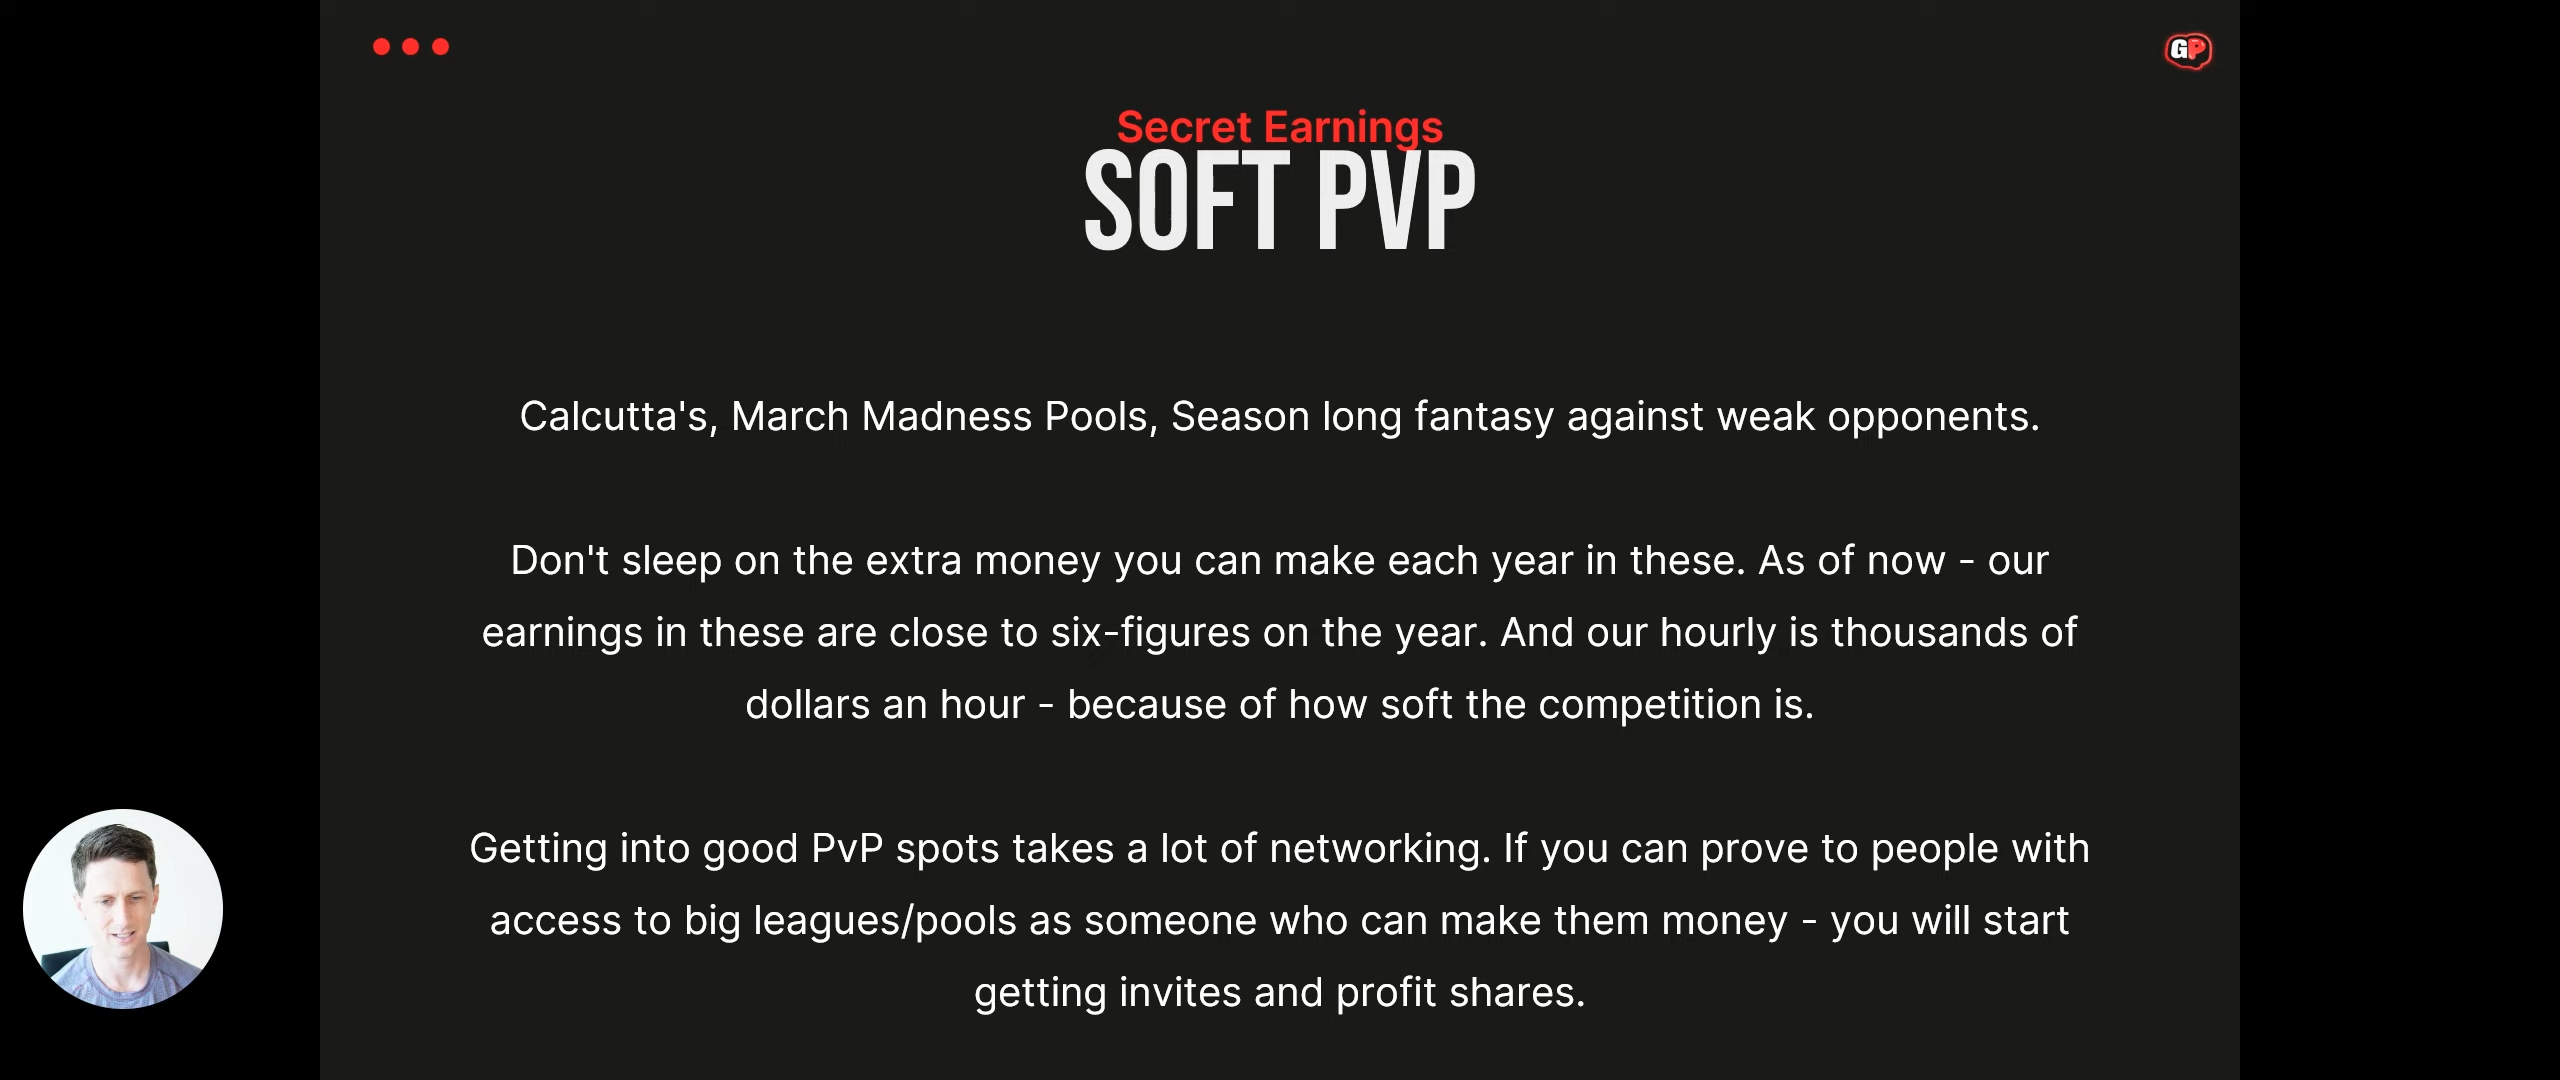 GP
Secret Earnings
SOFT PVP
Calcutta's, March Madness Pools, Season long fantasy against weak opponents.
Don't sleep on the extra money you can make each year in these. As of now - our
earnings in these are close to six-figures on the year. And our hourly is thousands of
dollars an hour - because of how soft the competition is.
Getting into good PvP spots takes a lot of networking. If you can prove to people with
access to big leagues/pools as someone who can make them money - you will start
getting invites and profit shares.